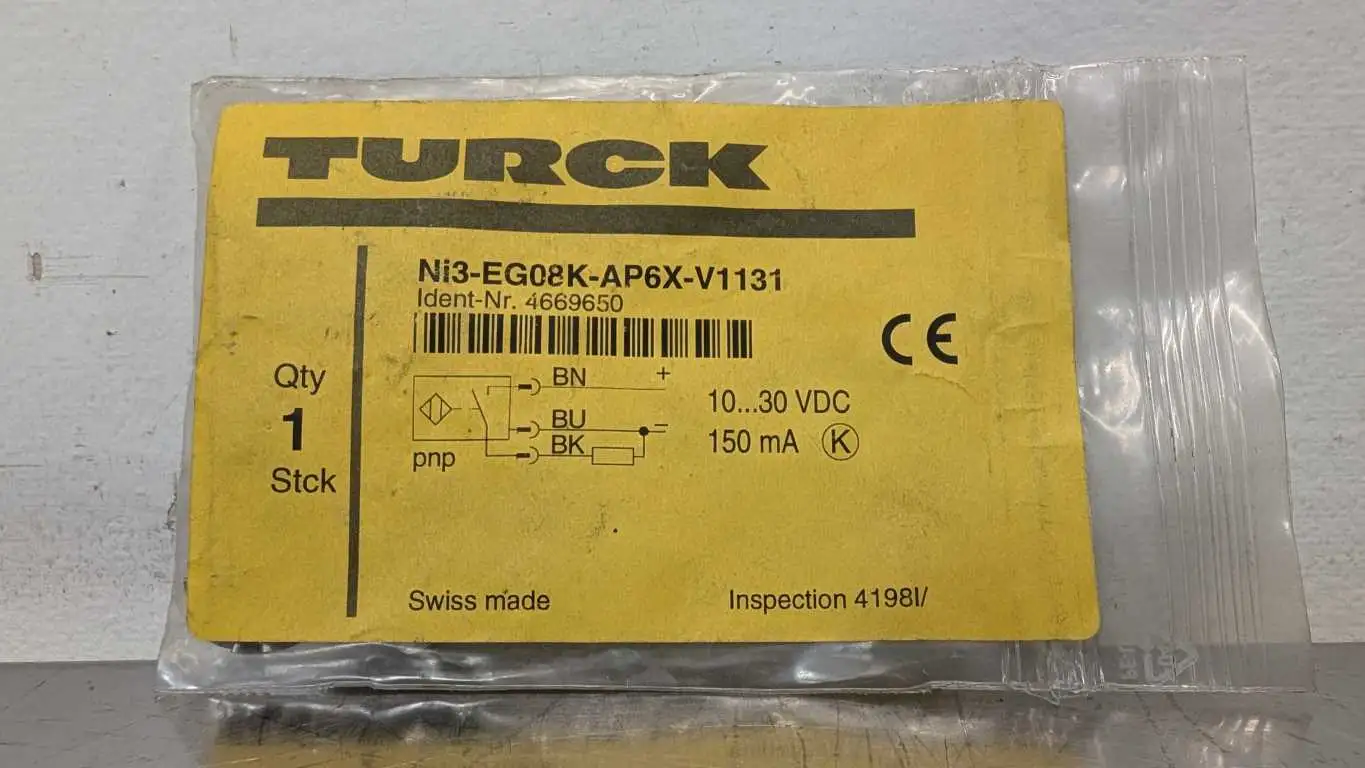 TURCK
Ni3-EG08K-AP6X-V1131
Ident-Nr. 4669650
CE
Qty
1
Stck
BN +
BU –
BK
pnp
10...30 VDC
150 mA K
Swiss made
Inspection 4198I/